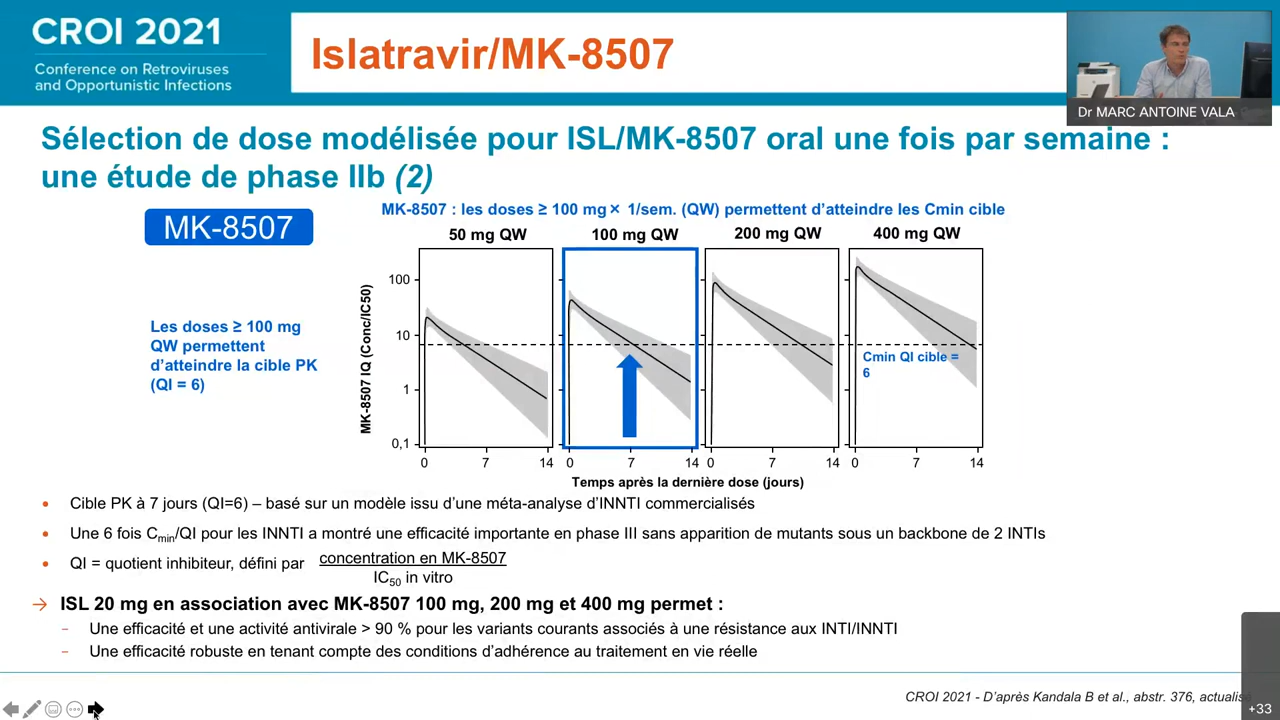 CROI 2021
Conference on Retroviruses
and Opportunistic Infections
Islatravir/MK-8507
Dr MARC ANTOINE VALA
Sélection de dose modélisée pour ISL/MK-8507 oral une fois par semaine :
une étude de phase IIb (2)
MK-8507
MK-8507 : les doses ≥ 100 mg × 1/sem. (QW) permettent d’atteindre les Cmin cible
50 mg QW
100 mg QW
200 mg QW
400 mg QW
Les doses ≥ 100 mg
QW permettent
d’atteindre la cible PK
(QI = 6)
MK-8507 IQ (Conc/IC50)
100
10
1
0,1
Cmin QI cible =
6
0 7 14 0 7 14 0 7 14 0 7 14
Temps après la dernière dose (jours)
• Cible PK à 7 jours (QI=6) – basé sur un modèle issu d’une méta-analyse d’INNTI commercialisés
• Une 6 fois Cmin/QI pour les INNTI a montré une efficacité importante en phase III sans apparition de mutants sous un backbone de 2 INTIs
• QI = quotient inhibiteur, défini par concentration en MK-8507
IC50 in vitro
→ ISL 20 mg en association avec MK-8507 100 mg, 200 mg et 400 mg permet :
− Une efficacité et une activité antivirale > 90 % pour les variants courants associés à une résistance aux INTI/INNTI
− Une efficacité robuste en tenant compte des conditions d’adhérence au traitement en vie réelle
CROI 2021 - D’après Kandala B et al., abstr. 376, actualisé
+33